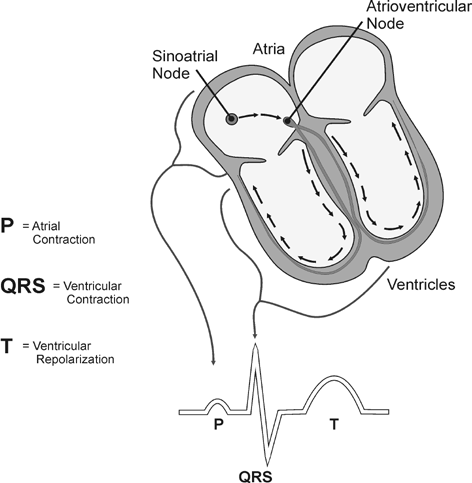 Atrioventricular
Node
Sinoatrial
Node
Atria
P = Atrial
Contraction
QRS = Ventricular
Contraction
Ventricles
T = Ventricular
Repolarization
P
T
QRS